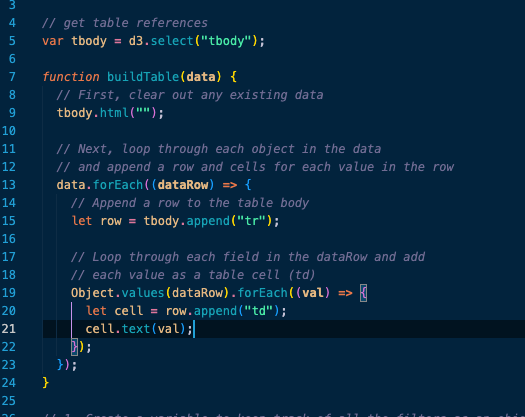 3
4 // get table references
5 var tbody = d3.select("tbody");
6
7 function buildTable(data) {
8 // First, clear out any existing data
9 tbody.html("");
10
11 // Next, loop through each object in the data
12 // and append a row and cells for each value in the row
13 data.forEach((dataRow) => {
14 // Append a row to the table body
15 let row = tbody.append("tr");
16
17 // Loop through each field in the dataRow and add
18 // each value as a table cell (td)
19 Object.values(dataRow).forEach((val) => {
20 let cell = row.append("td");
21 cell.text(val);
22 });
23 });
24 }
25